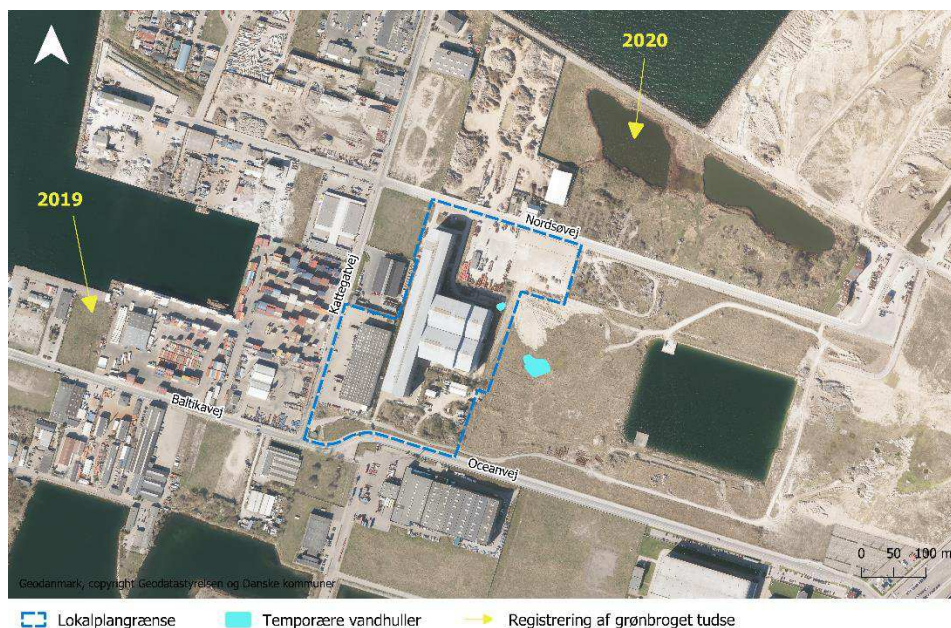 2020
2019
Nordsøvej
Kattegatvej
Baltikavej
Oceanvej
0 50 100 m
Geodanmark, copyright Geodatastyrelsen og Danske kommuner
Lokalplangrænse Temporære vandhuller Registrering af grønbroget tudse